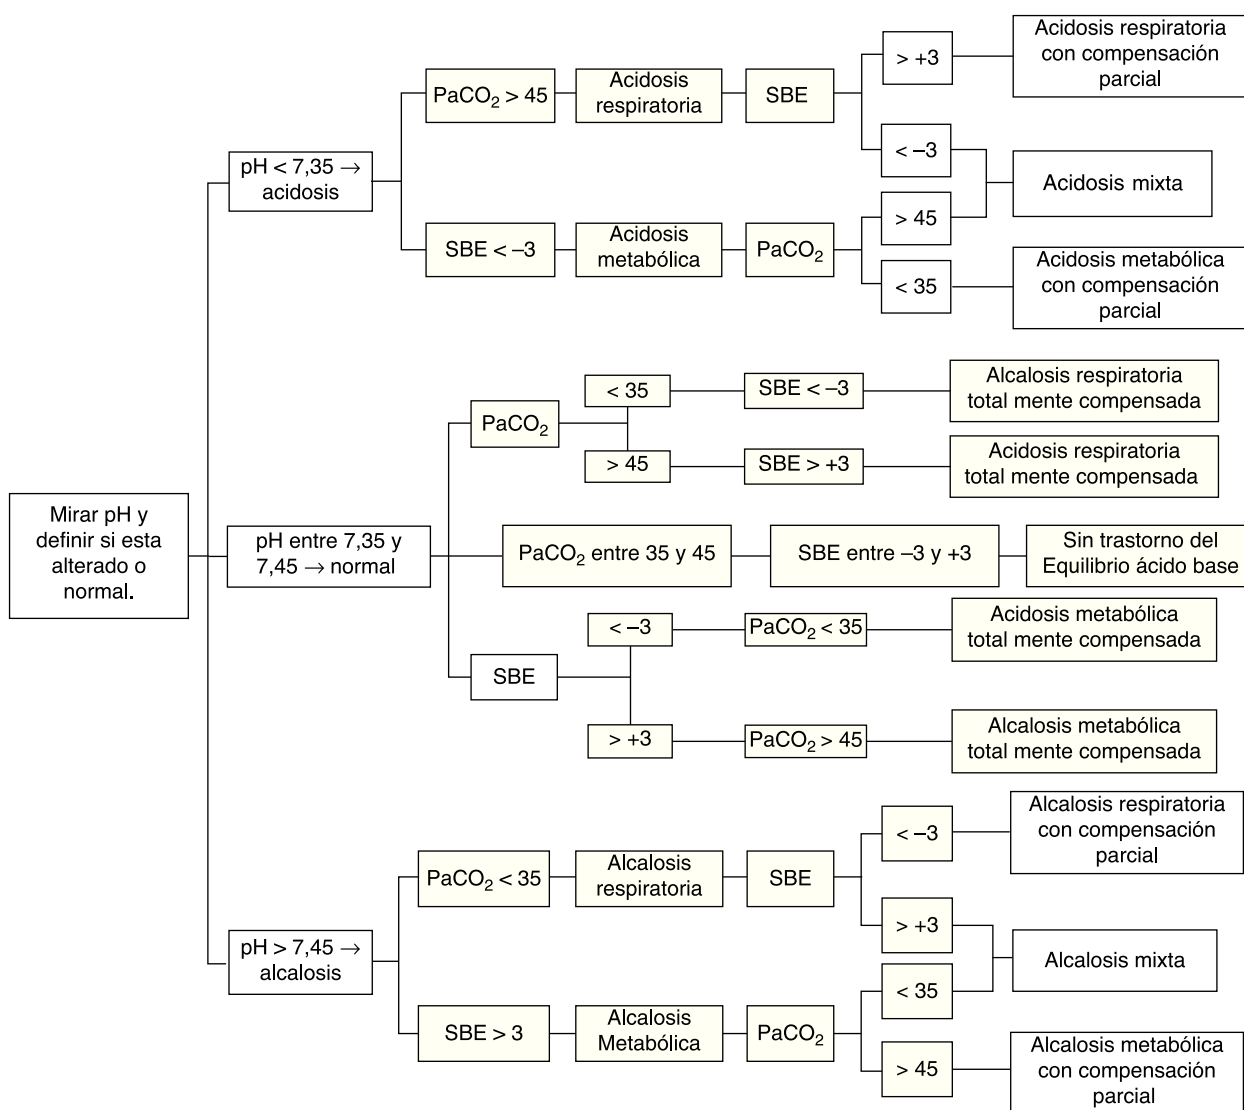 Mirar pH y
definir si esta
alterado o
normal.
pH < 7,35 →
acidosis
PaCO₂ > 45
Acidosis
respiratoria
SBE
> +3
Acidosis respiratoria
con compensación
parcial
< –3
Acidosis mixta
SBE < –3
Acidosis
metabólica
PaCO₂
> 45
< 35
Acidosis metabólica
con compensación
parcial
pH entre 7,35 y
7,45 → normal
PaCO₂
< 35
SBE < –3
Alcalosis respiratoria
total mente compensada
> 45
SBE > +3
Acidosis respiratoria
total mente compensada
PaCO₂ entre 35 y 45
SBE entre –3 y +3
Sin trastorno del
Equilibrio ácido base
SBE
< –3
PaCO₂ < 35
Acidosis metabólica
total mente compensada
> +3
PaCO₂ > 45
Alcalosis metabólica
total mente compensada
pH > 7,45 →
alcalosis
PaCO₂ < 35
Alcalosis
respiratoria
SBE
< –3
Alcalosis respiratoria
con compensación
parcial
> +3
Alcalosis mixta
SBE > 3
Alcalosis
Metabólica
PaCO₂
< 35
> 45
Alcalosis metabólica
con compensación
parcial